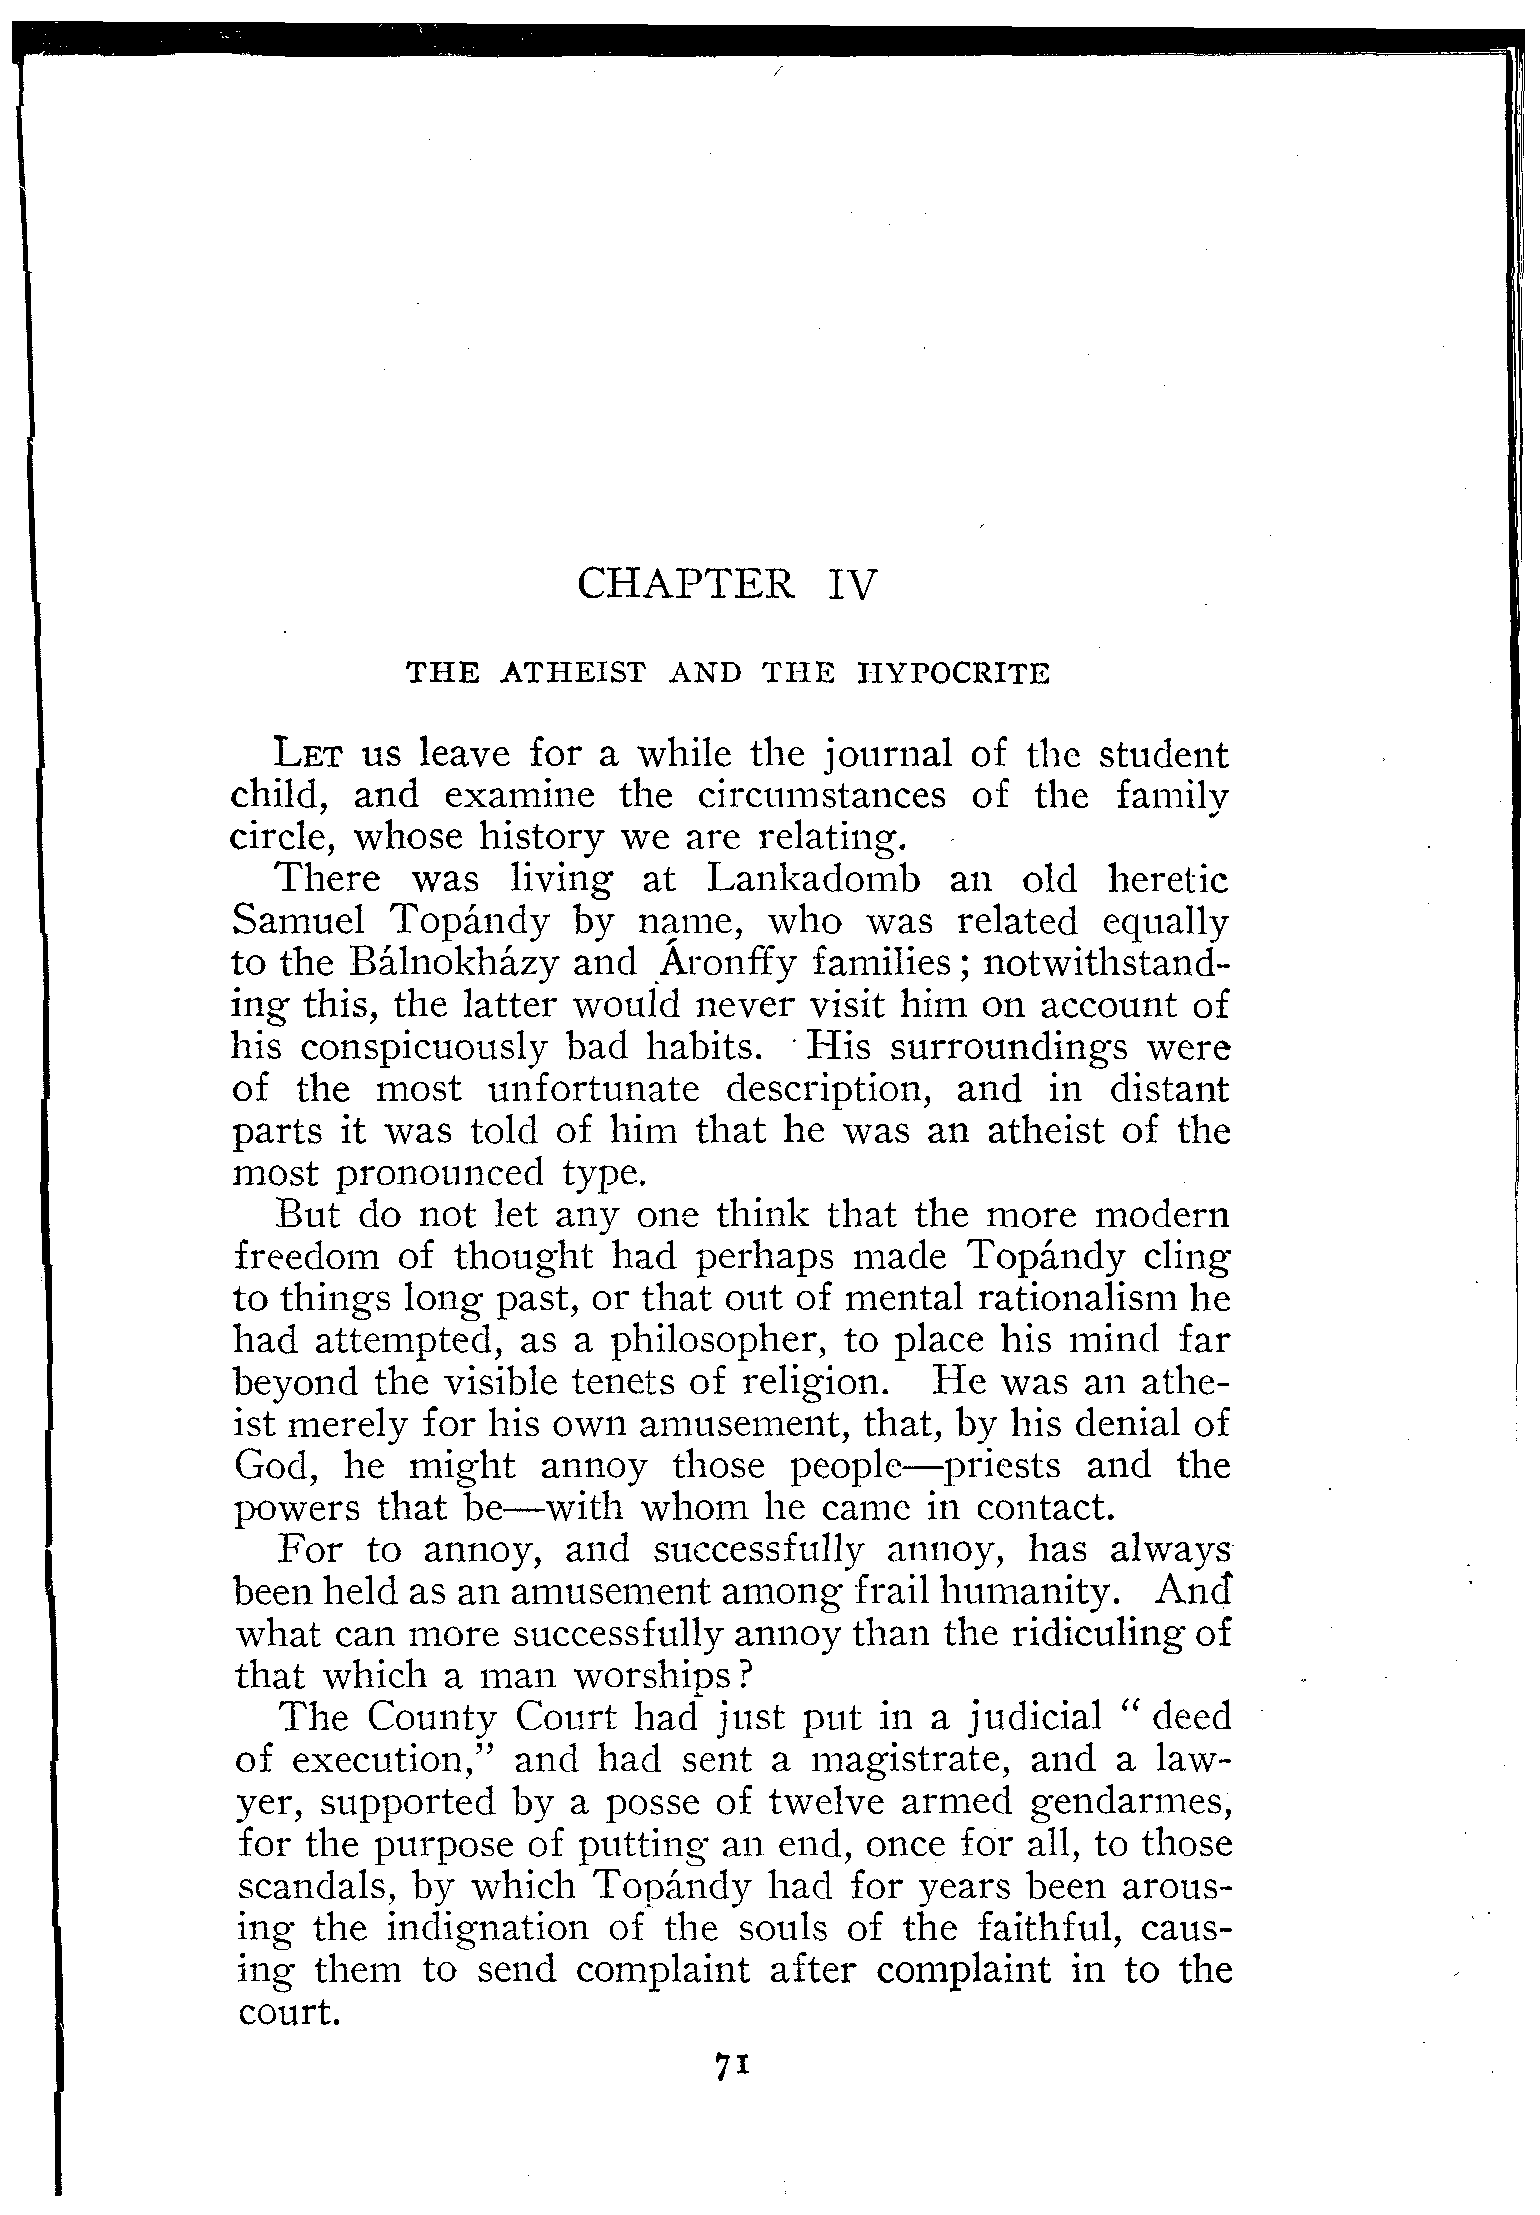 CHAPTER IV
THE ATHEIST AND THE HYPOCRITE
LET us leave for a while the journal of the student
child, and examine the circumstances of the family
circle, whose history we are relating.
There was living at Lankadomb an old heretic
Samuel Topándy by name, who was related equally
to the Bálnokházy and Áronffy families; notwithstand-
ing this, the latter would never visit him on account of
his conspicuously bad habits. His surroundings were
of the most unfortunate description, and in distant
parts it was told of him that he was an atheist of the
most pronounced type.
But do not let any one think that the more modern
freedom of thought had perhaps made Topándy cling
to things long past, or that out of mental rationalism he
had attempted, as a philosopher, to place his mind far
beyond the visible tenets of religion. He was an athe-
ist merely for his own amusement, that, by his denial of
God, he might annoy those people—priests and the
powers that be—with whom he came in contact.
For to annoy, and successfully annoy, has always
been held as an amusement among frail humanity. And
what can more successfully annoy than the ridiculing of
that which a man worships?
The County Court had just put in a judicial "deed
of execution," and had sent a magistrate, and a law-
yer, supported by a posse of twelve armed gendarmes,
for the purpose of putting an end, once for all, to those
scandals, by which Topándy had for years been arous-
ing the indignation of the souls of the faithful, caus-
ing them to send complaint after complaint in to the
court.
71